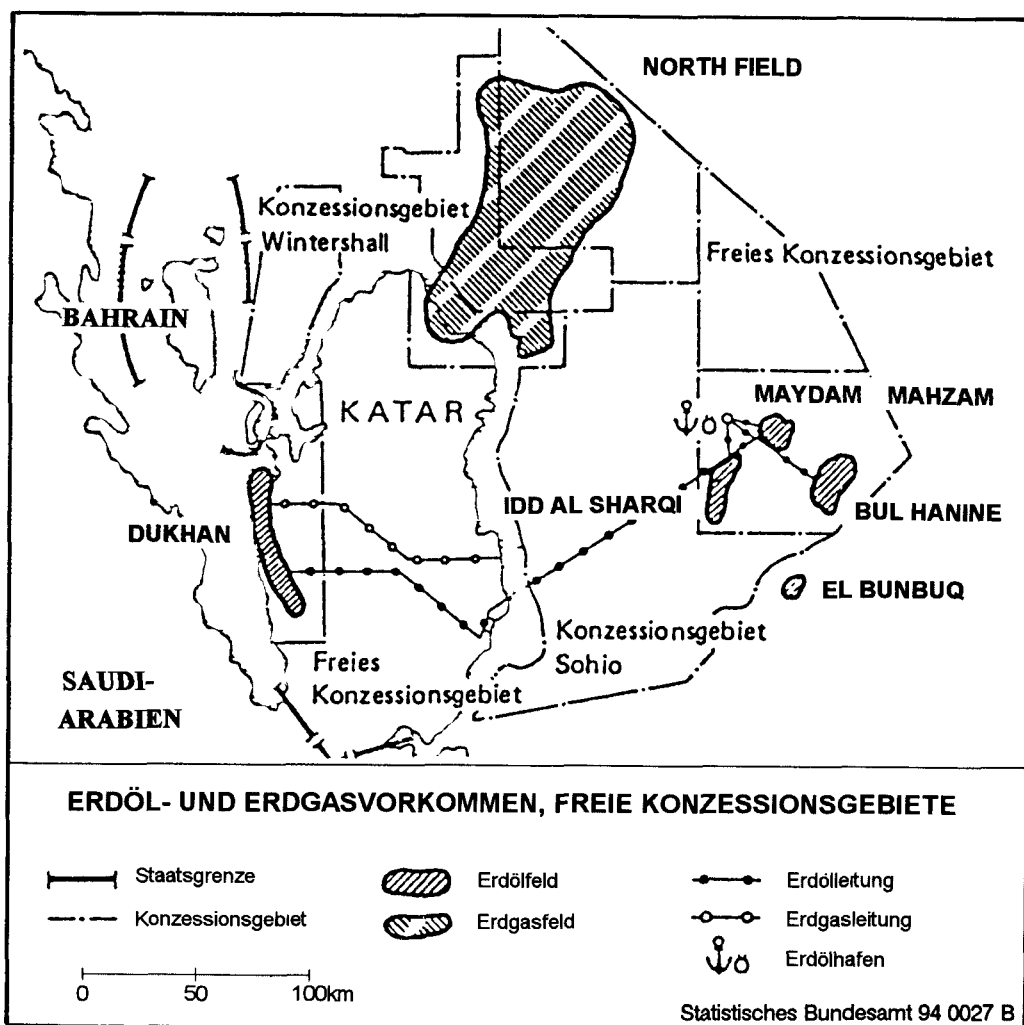 NORTH FIELD
Konzessionsgebiet
Wintershall
Freies Konzessionsgebiet
BAHRAIN
KATAR
MAYDAM MAHZAM
IDD AL SHARQI
DUKHAN
BUL HANINE
EL BUNBUQ
Konzessionsgebiet
Sohio
Freies
Konzessionsgebiet
SAUDI-
ARABIEN
ERDÖL- UND ERDGASVORKOMMEN, FREIE KONZESSIONSGEBIETE
Staatsgrenze
Konzessionsgebiet
Erdölfeld
Erdgasfeld
Erdölleitung
Erdgasleitung
Erdölhafen
0 50 100km
Statistisches Bundesamt 94 0027 B